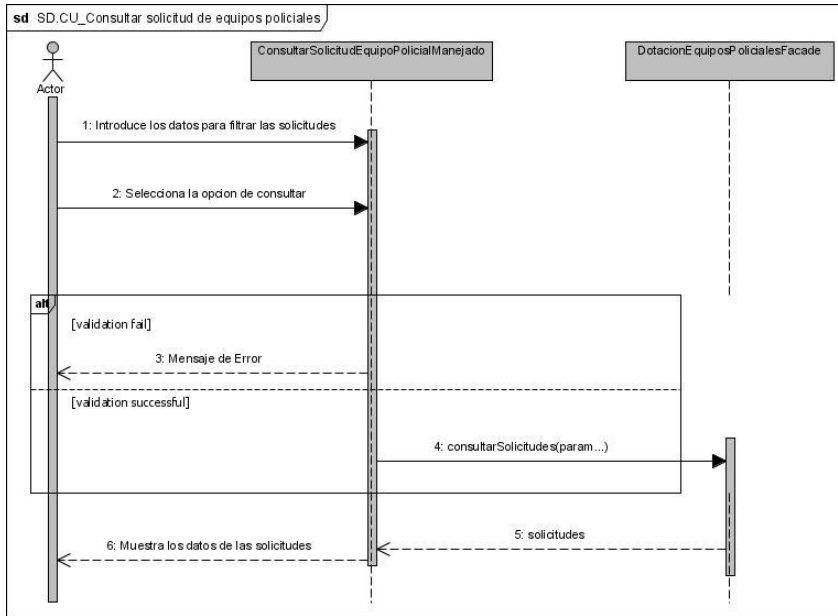 sd SD.CU_Consultar solicitud de equipos policiales
Actor
ConsultarSolicitudEquipoPolicialManejado
DotacionEquiposPolicialesFacade
1: Introduce los datos para filtrar las solicitudes
2: Selecciona la opcion de consultar
alt
[validation fail]
3: Mensaje de Error
[validation successful]
4: consultarSolicitudes(param...)
5: solicitudes
6: Muestra los datos de las solicitudes